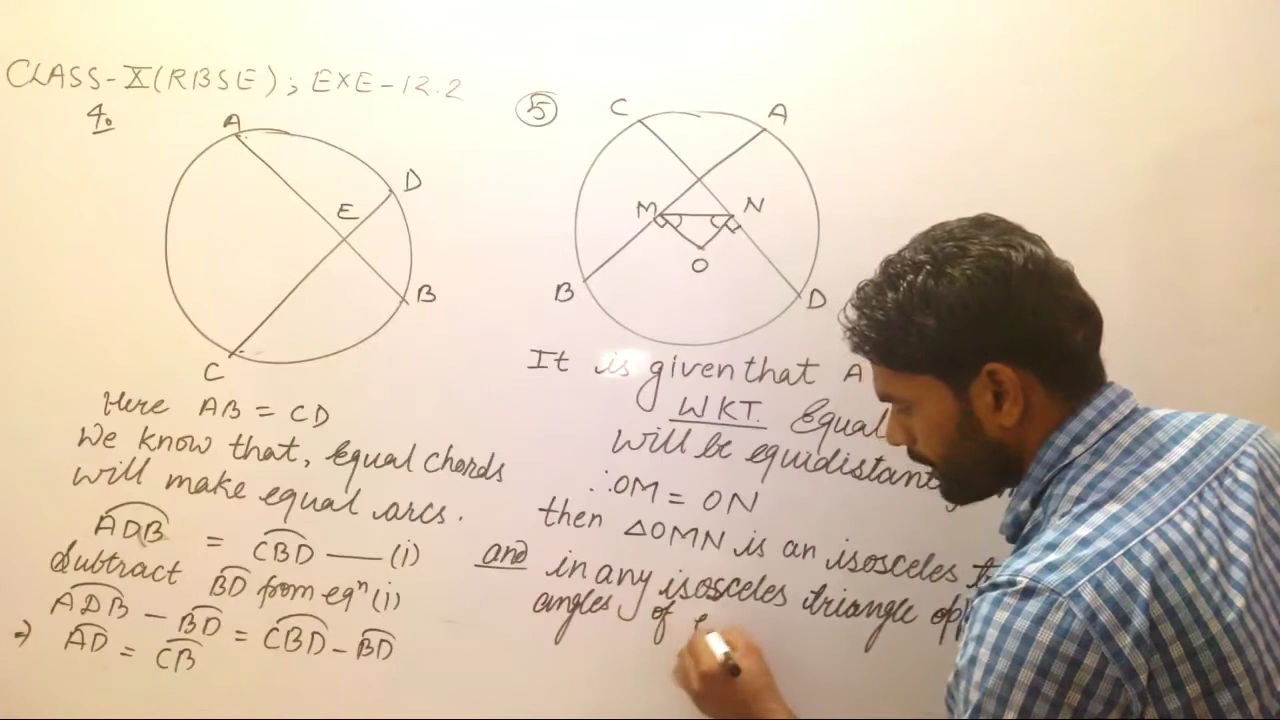 CLASS-X(RBSE); EXE-12.2
4.
A
D
E
B
C
Here AB = CD
We know that, Equal chords
will make equal arcs.
ADB = CBD — (i)
Subtract BD from eqn (i)
ADB - BD = CBD - BD
⇒ AD = CB
5
C
A
M
N
O
B
D
It is given that A
WKT. Equal
will be equidistant
∴ OM = ON
then △OMN is an isosceles
and in any isosceles triangle
angles of